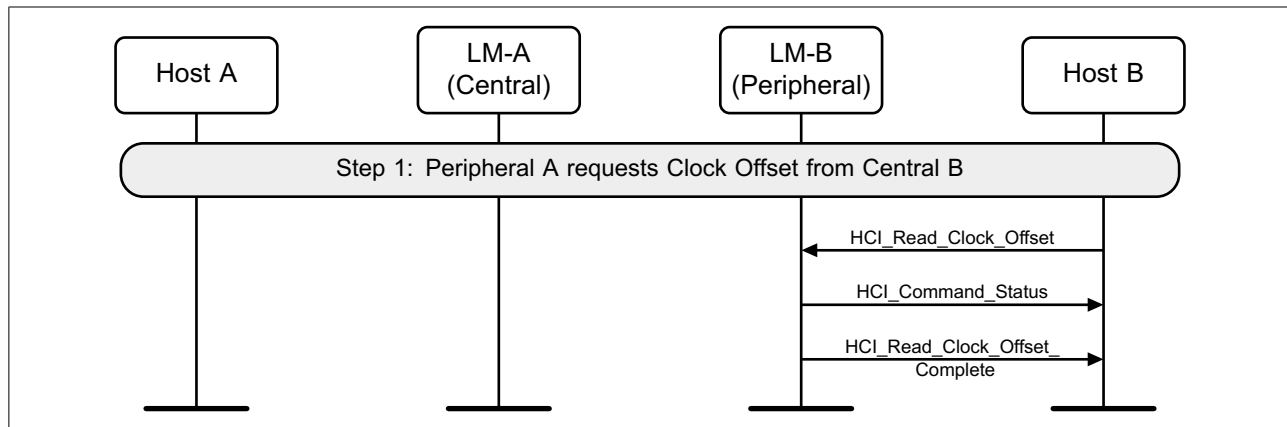 Host A
LM-A
(Central)
LM-B
(Peripheral)
Host B
Step 1: Peripheral A requests Clock Offset from Central B
HCI_Read_Clock_Offset
HCI_Command_Status
HCI_Read_Clock_Offset_
Complete